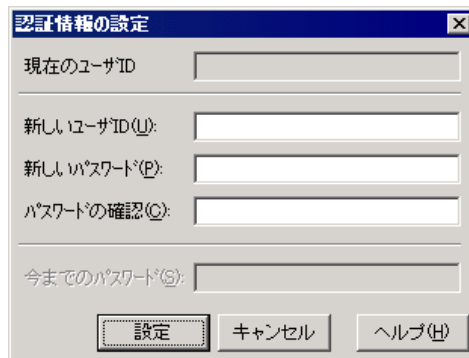 認証情報の設定
現在のﾕｰｻﾞID
新しいﾕｰｻﾞID(U):
新しいﾊﾟｽﾜｰﾄﾞ(P):
ﾊﾟｽﾜｰﾄﾞの確認(C):
今までのﾊﾟｽﾜｰﾄﾞ(S):
設定 キャンセル ヘルプ(H)